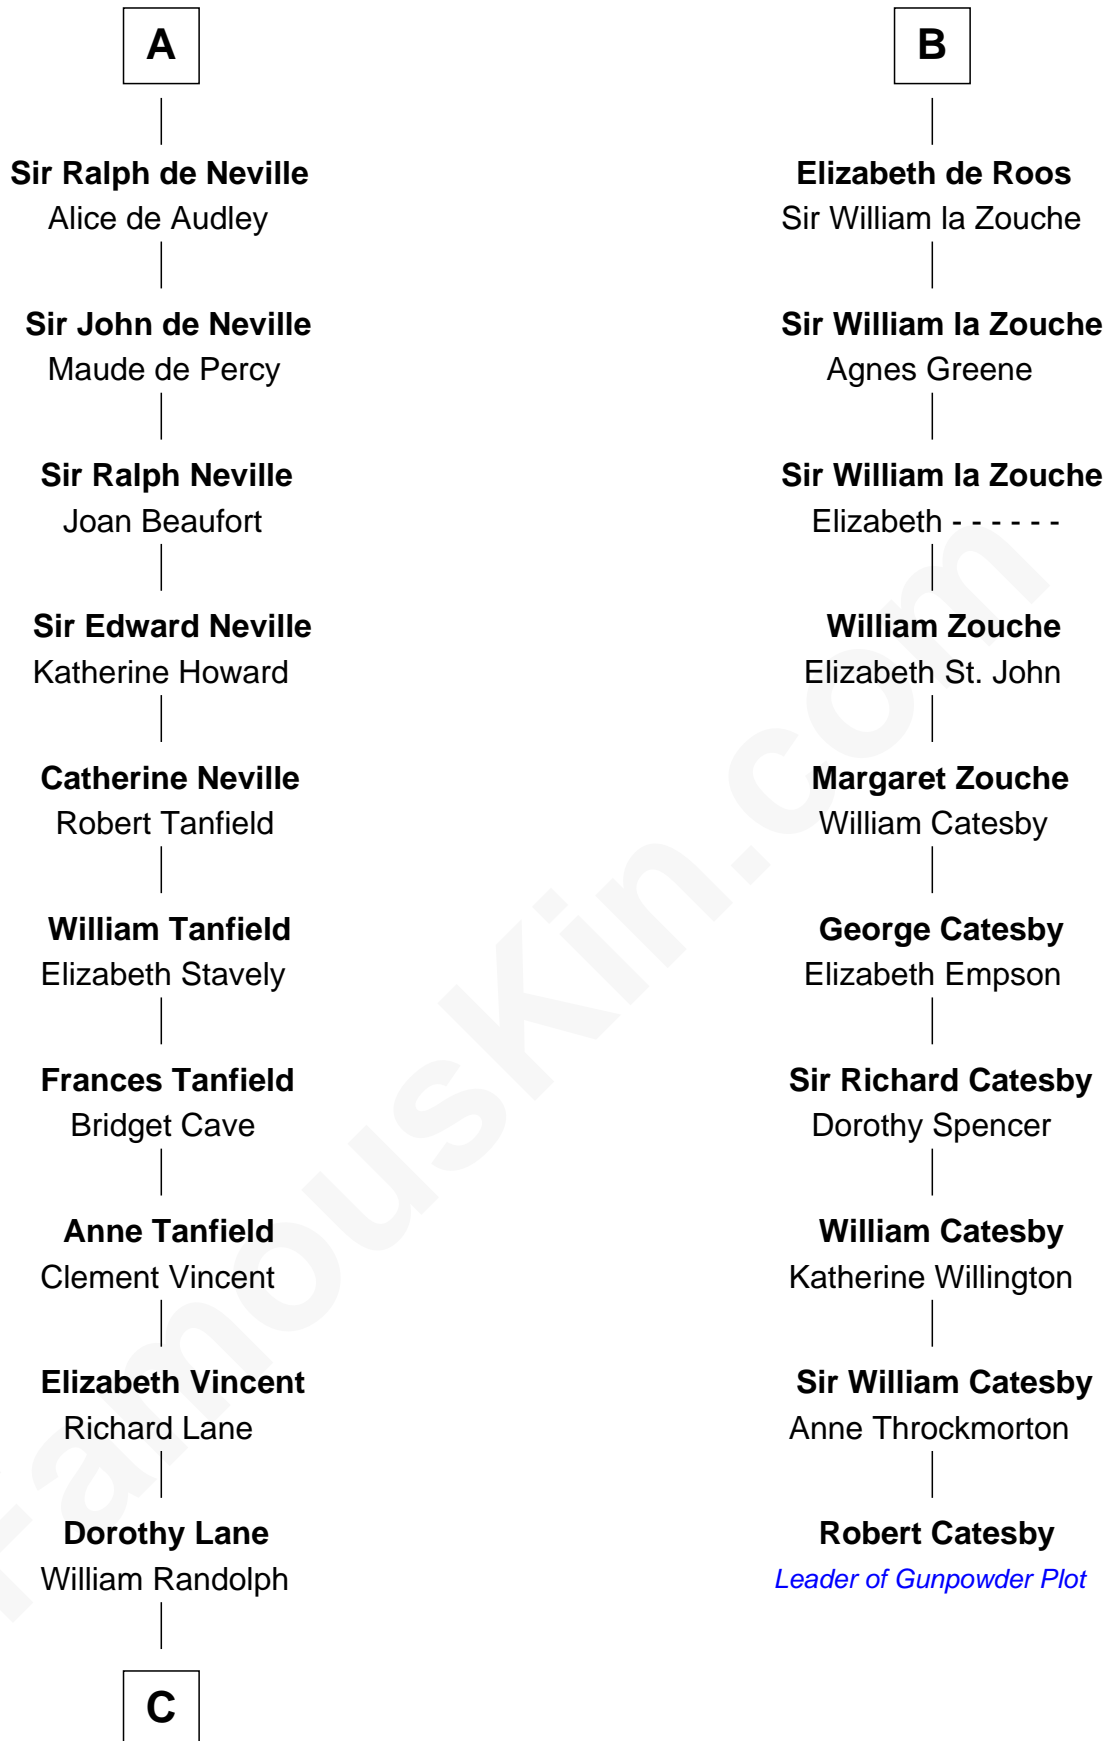 A
Sir Ralph de Neville
Alice de Audley
Sir John de Neville
Maude de Percy
Sir Ralph Neville
Joan Beaufort
Sir Edward Neville
Katherine Howard
Catherine Neville
Robert Tanfield
William Tanfield
Elizabeth Stavely
Frances Tanfield
Bridget Cave
Anne Tanfield
Clement Vincent
Elizabeth Vincent
Richard Lane
Dorothy Lane
William Randolph
C
B
Elizabeth de Roos
Sir William la Zouche
Sir William la Zouche
Agnes Greene
Sir William la Zouche
Elizabeth - - - - - -
William Zouche
Elizabeth St. John
Margaret Zouche
William Catesby
George Catesby
Elizabeth Empson
Sir Richard Catesby
Dorothy Spencer
William Catesby
Katherine Willington
Sir William Catesby
Anne Throckmorton
Robert Catesby
Leader of Gunpowder Plot
FamousKin.com